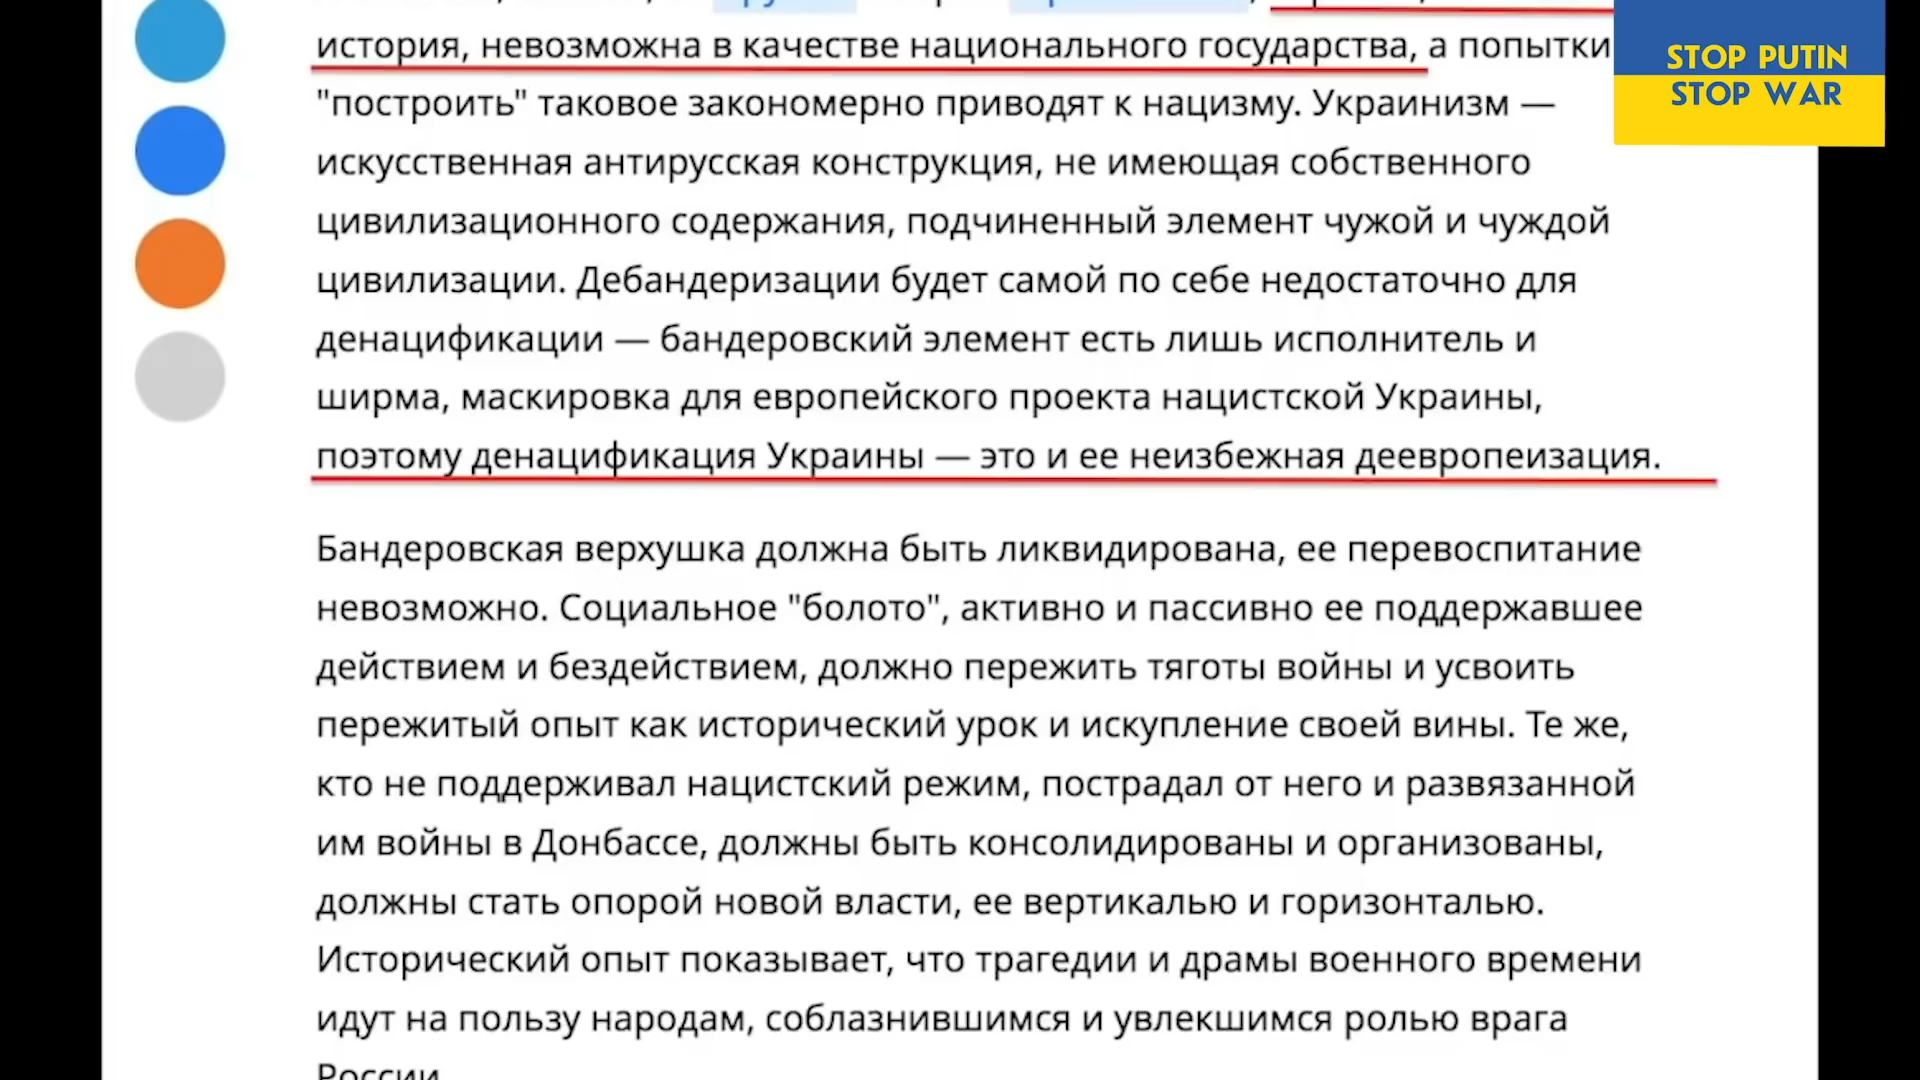 история, невозможна в качестве национального государства, а попытки
"построить" таковое закономерно приводят к нацизму. Украинизм —
искусственная антирусская конструкция, не имеющая собственного
цивилизационного содержания, подчиненный элемент чужой и чуждой
цивилизации. Дебандеризации будет самой по себе недостаточно для
денацификации — бандеровский элемент есть лишь исполнитель и
ширма, маскировка для европейского проекта нацистской Украины,
поэтому денацификация Украины — это и ее неизбежная деевропеизация.
Бандеровская верхушка должна быть ликвидирована, ее перевоспитание
невозможно. Социальное "болото", активно и пассивно ее поддержавшее
действием и бездействием, должно пережить тяготы войны и усвоить
пережитый опыт как исторический урок и искупление своей вины. Те же,
кто не поддерживал нацистский режим, пострадал от него и развязанной
им войны в Донбассе, должны быть консолидированы и организованы,
должны стать опорой новой власти, ее вертикалью и горизонталью.
Исторический опыт показывает, что трагедии и драмы военного времени
идут на пользу народам, соблазнившимся и увлекшимся ролью врага
России.
STOP PUTIN
STOP WAR